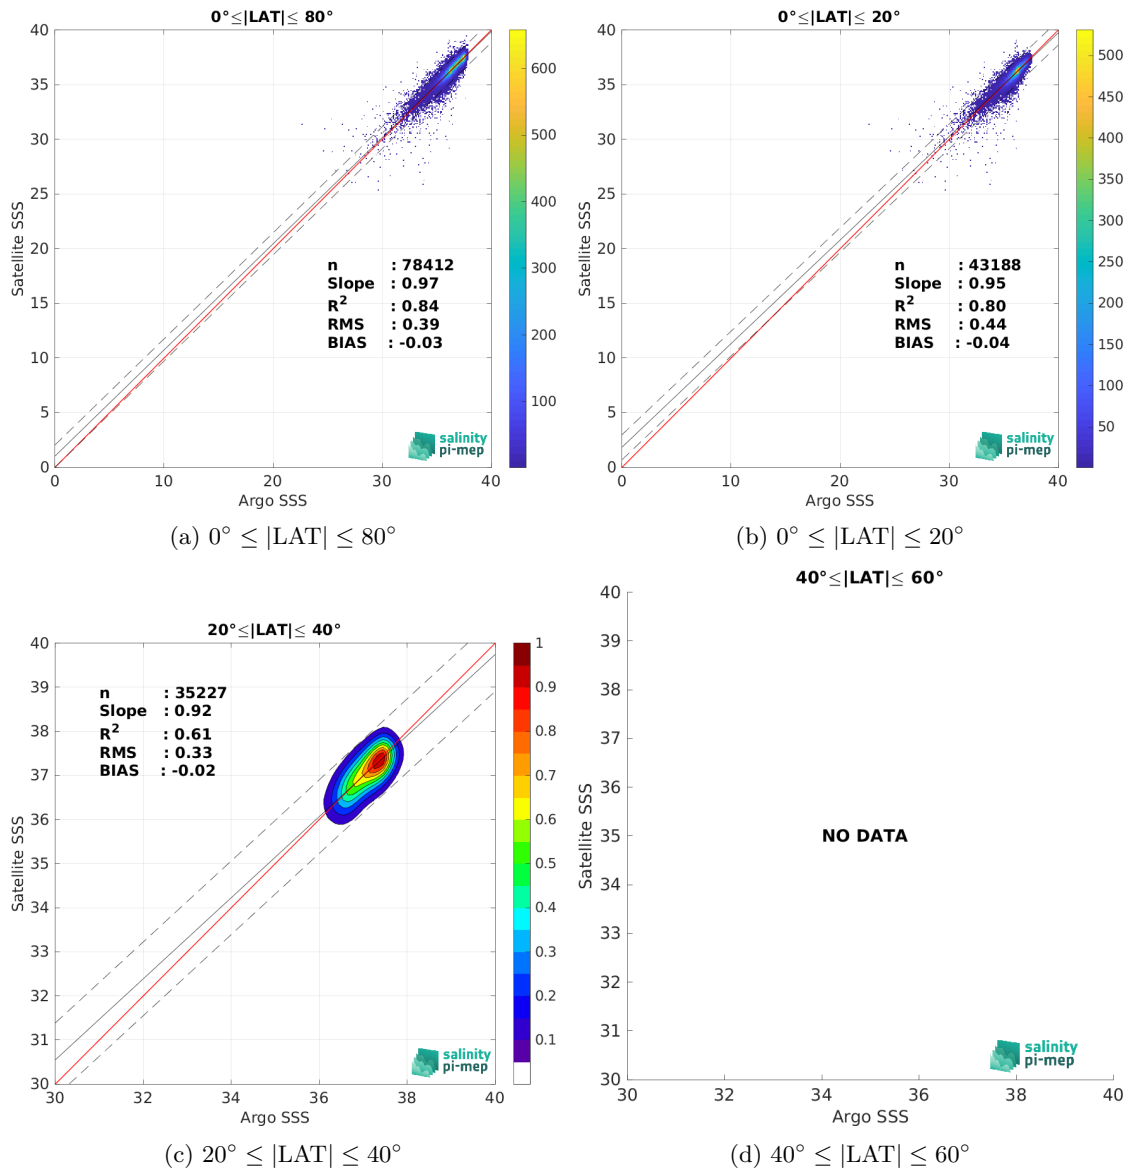 0°≤|LAT|≤ 80°
40
35
30
25
20
15
10
5
0
0
10
20
30
40
Satellite SSS
Argo SSS
n : 78412
Slope : 0.97
R² : 0.84
RMS : 0.39
BIAS : -0.03
salinity
pi-mep
600
500
400
300
200
100
(a) 0° ≤ |LAT| ≤ 80°
0°≤|LAT|≤ 20°
40
35
30
25
20
15
10
5
0
0
10
20
30
40
Satellite SSS
Argo SSS
n : 43188
Slope : 0.95
R² : 0.80
RMS : 0.44
BIAS : -0.04
salinity
pi-mep
500
450
400
350
300
250
200
150
100
50
(b) 0° ≤ |LAT| ≤ 20°
20°≤|LAT|≤ 40°
40
39
38
37
36
35
34
33
32
31
30
30
32
34
36
38
40
Satellite SSS
Argo SSS
n : 35227
Slope : 0.92
R² : 0.61
RMS : 0.33
BIAS : -0.02
salinity
pi-mep
1
0.9
0.8
0.7
0.6
0.5
0.4
0.3
0.2
0.1
(c) 20° ≤ |LAT| ≤ 40°
40°≤|LAT|≤ 60°
40
39
38
37
36
35
34
33
32
31
30
30
32
34
36
38
40
Satellite SSS
Argo SSS
NO DATA
salinity
pi-mep
(d) 40° ≤ |LAT| ≤ 60°